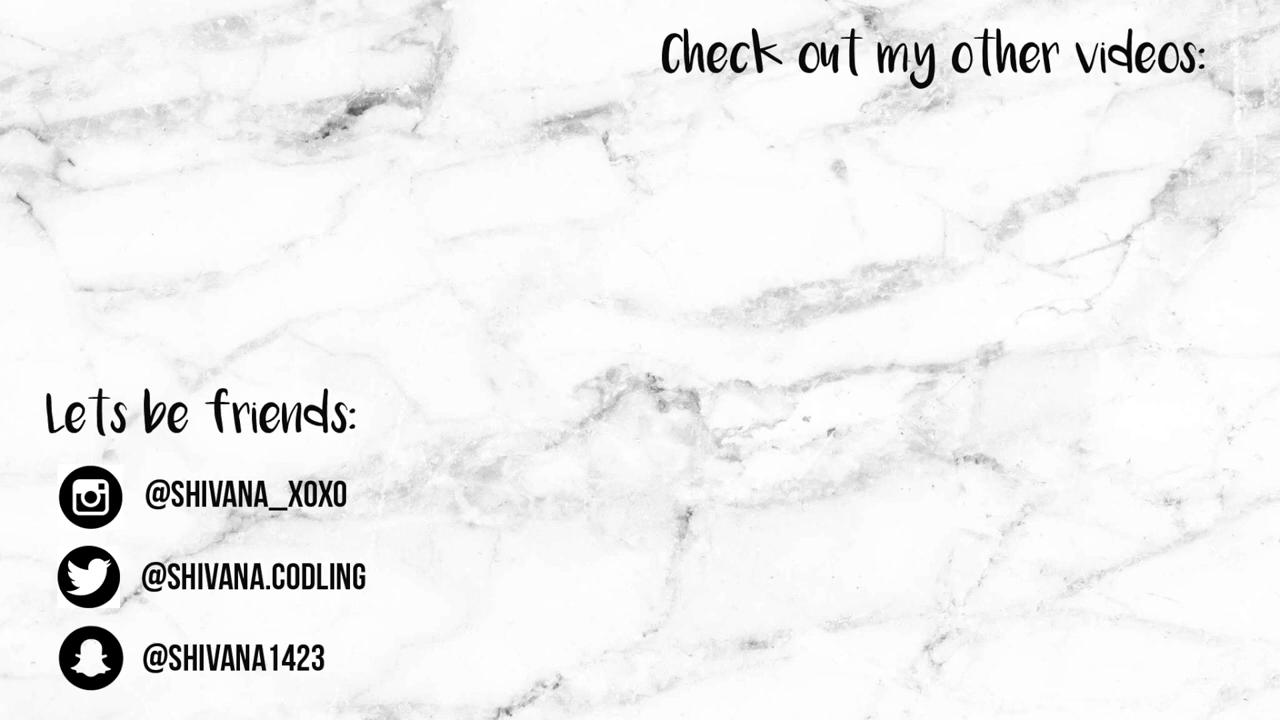 Check out my other videos:
Lets be friends:
@SHIVANA_XOXO
@SHIVANA.CODLING
@SHIVANA1423